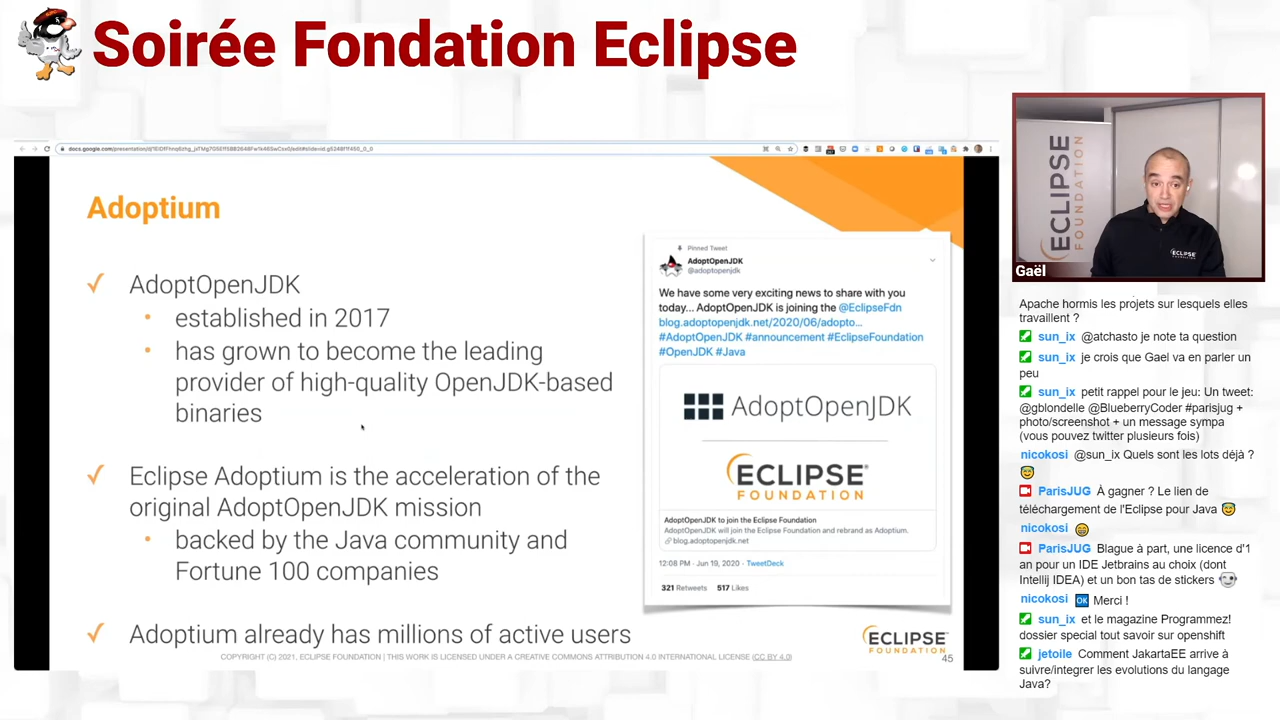 Soirée Fondation Eclipse
Adoptium
AdoptOpenJDK
established in 2017
has grown to become the leading
provider of high-quality OpenJDK-based
binaries
Eclipse Adoptium is the acceleration of the
original AdoptOpenJDK mission
backed by the Java community and
Fortune 100 companies
Adoptium already has millions of active users
Pinned Tweet
AdoptOpenJDK
@adoptopenjdk
We have some very exciting news to share with you
today... AdoptOpenJDK is joining the @EclipseFdn
blog.adoptopenjdk.net/2020/06/adopto...
#AdoptOpenJDK #announcement #EclipseFoundation
#OpenJDK #Java
AdoptOpenJDK
ECLIPSE
FOUNDATION
AdoptOpenJDK to join the Eclipse Foundation
AdoptOpenJDK will join the Eclipse Foundation and rebrand as Adoptium.
blog.adoptopenjdk.net
12:08 PM · Jun 19, 2020 · TweetDeck
321 Retweets 517 Likes
ECLIPSE
FOUNDATION
COPYRIGHT (C) 2021, ECLIPSE FOUNDATION | THIS WORK IS LICENSED UNDER A CREATIVE COMMONS ATTRIBUTION 4.0 INTERNATIONAL LICENSE (CC BY 4.0)
45
ECLIPSE
FOUNDATION
ECLIPSE
Gaël
Apache hormis les projets sur lesquels elles
travaillent ?
sun_ix @atchasto je note ta question
sun_ix je crois que Gael va en parler un
peu
sun_ix petit rappel pour le jeu: Un tweet:
@gblondelle @BlueberryCoder #parisjug +
photo/screenshot + un message sympa
(vous pouvez twitter plusieurs fois)
nicokosi @sun_ix Quels sont les lots déjà ?
ParisJUG À gagner ? Le lien de
téléchargement de l'Eclipse pour Java
nicokosi
ParisJUG Blague à part, une licence d'1
an pour un IDE Jetbrains au choix (dont
Intellij IDEA) et un bon tas de stickers
nicokosi OK Merci !
sun_ix et le magazine Programmez!
dossier special tout savoir sur openshift
jetoile Comment JakartaEE arrive à
suivre/integrer les evolutions du langage
Java?